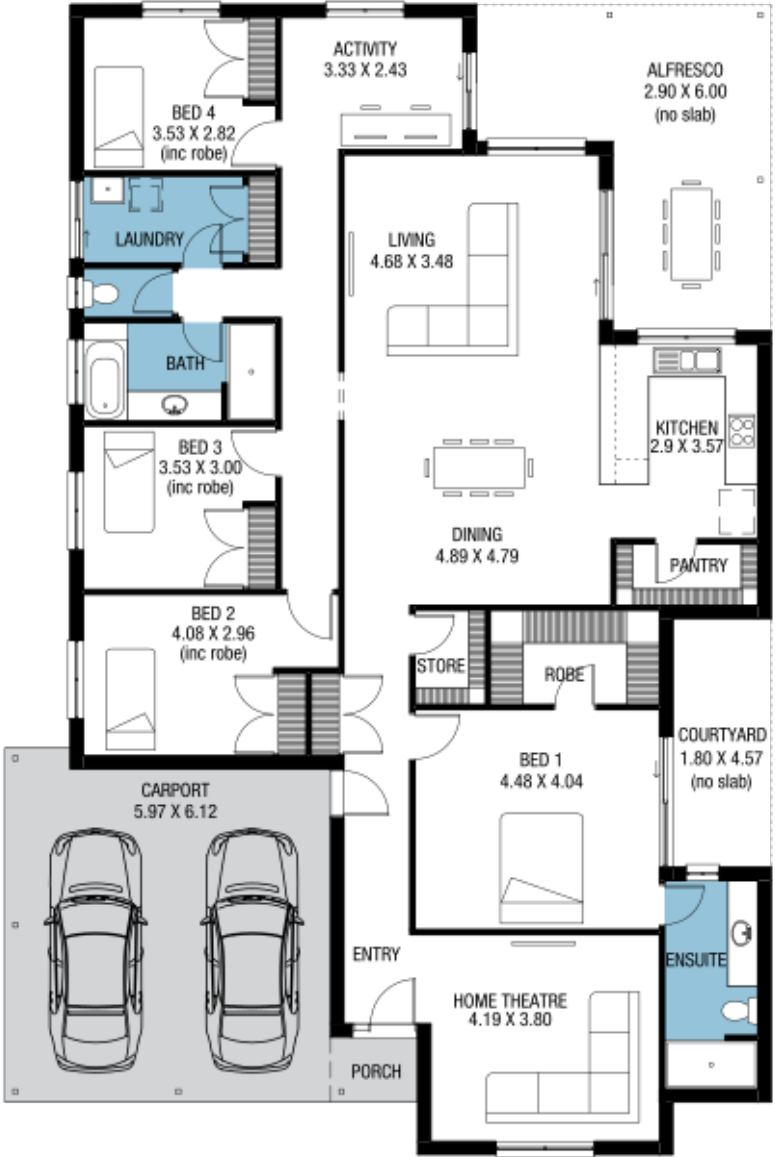 ACTIVITY
3.33 X 2.43
ALFRESCO
2.90 X 6.00
(no slab)
BED 4
3.53 X 2.82
(inc robe)
LAUNDRY
LIVING
4.68 X 3.48
BATH
KITCHEN
2.9 X 3.57
BED 3
3.53 X 3.00
(inc robe)
DINING
4.89 X 4.79
PANTRY
BED 2
4.08 X 2.96
(inc robe)
STORE
ROBE
COURTYARD
1.80 X 4.57
(no slab)
BED 1
4.48 X 4.04
CARPORT
5.97 X 6.12
ENTRY
ENSUITE
HOME THEATRE
4.19 X 3.80
PORCH